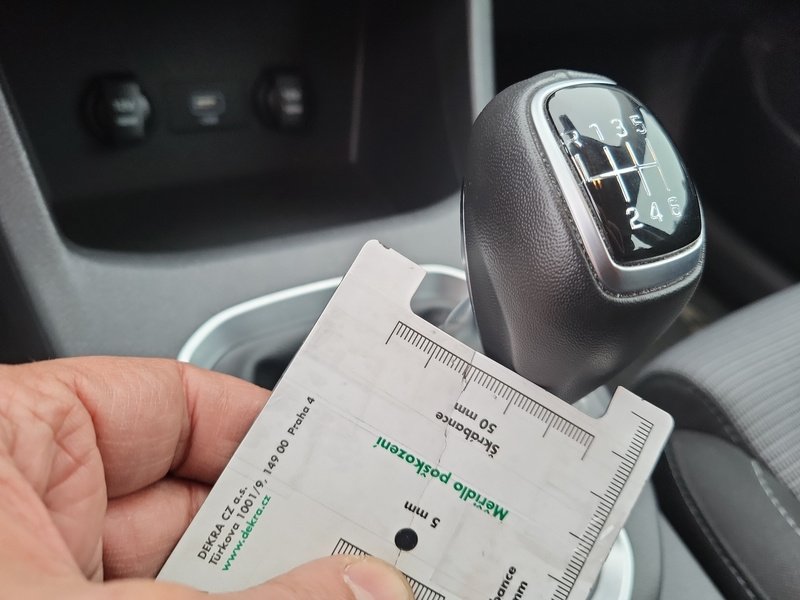 R 1 3 5
2 4 6
Škrábance
50 mm
Měřidlo poškození
5 mm
DEKRA CZ a.s.
Türkova 1001/9, 149 00 Praha 4
www.dekra.cz